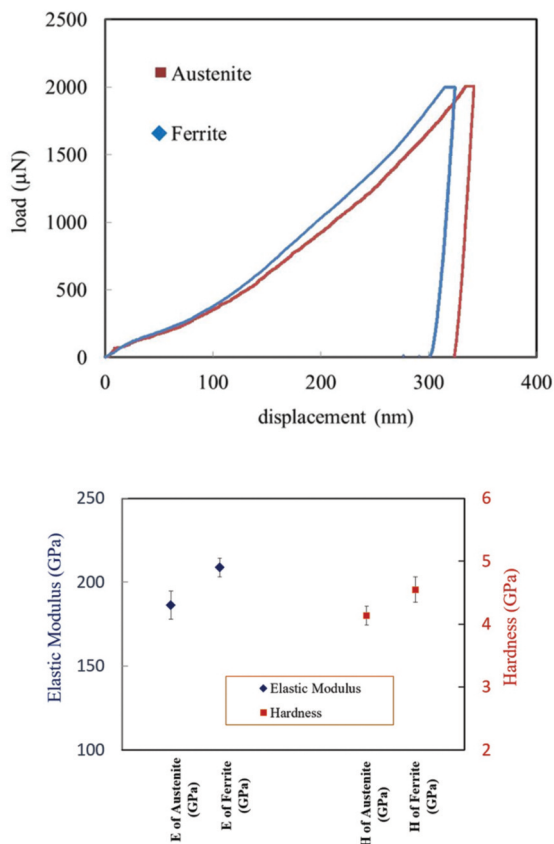 2500
2000
1500
1000
500
0
load (µN)
Austenite
Ferrite
0 100 200 300 400
displacement (nm)
250
200
150
100
Elastic Modulus (GPa)
6
5
4
3
2
Hardness (GPa)
Elastic Modulus
Hardness
E of Austenite
(GPa)
E of Ferrite
(GPa)
H of Austenite
(GPa)
H of Ferrite
(GPa)